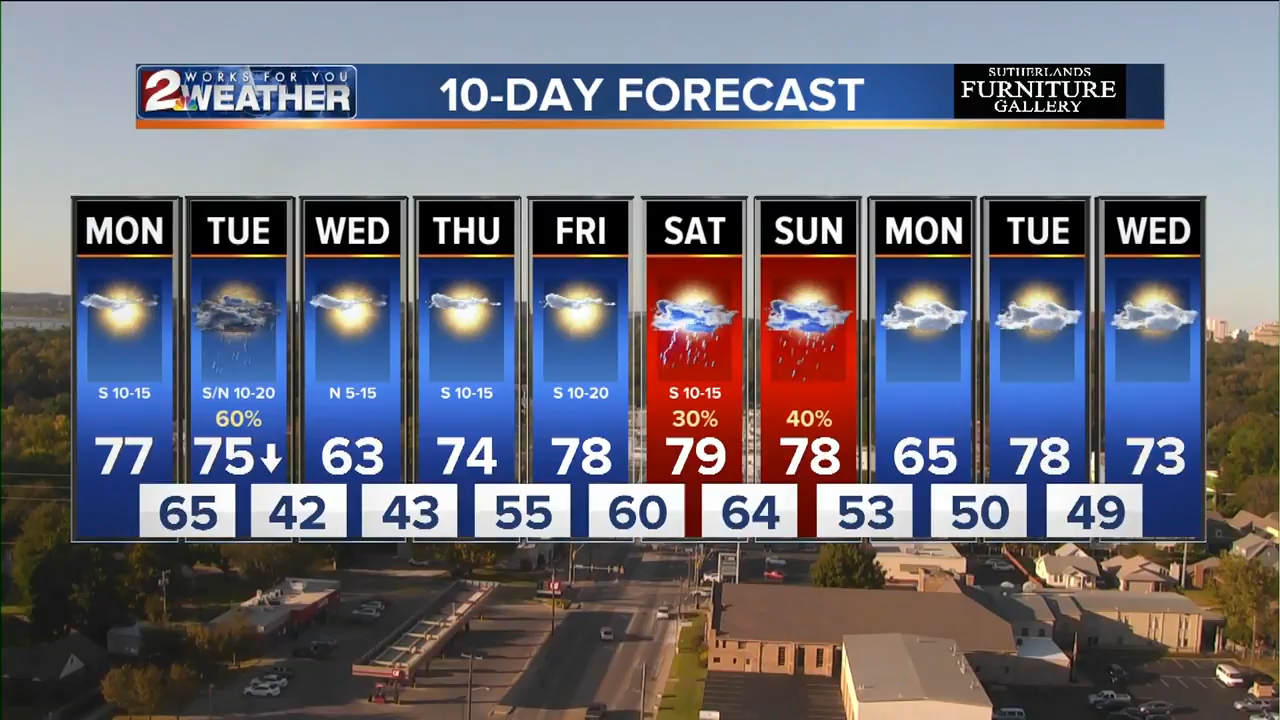 2 WORKS FOR YOU
WEATHER
10-DAY FORECAST
SUTHERLANDS
FURNITURE
GALLERY
MON TUE WED THU FRI SAT SUN MON TUE WED
S 10-15 S/N 10-20 N 5-15 S 10-15 S 10-20 S 10-15
60% 30% 40%
77 75↓ 63 74 78 79 78 65 78 73
65 42 43 55 60 64 53 50 49